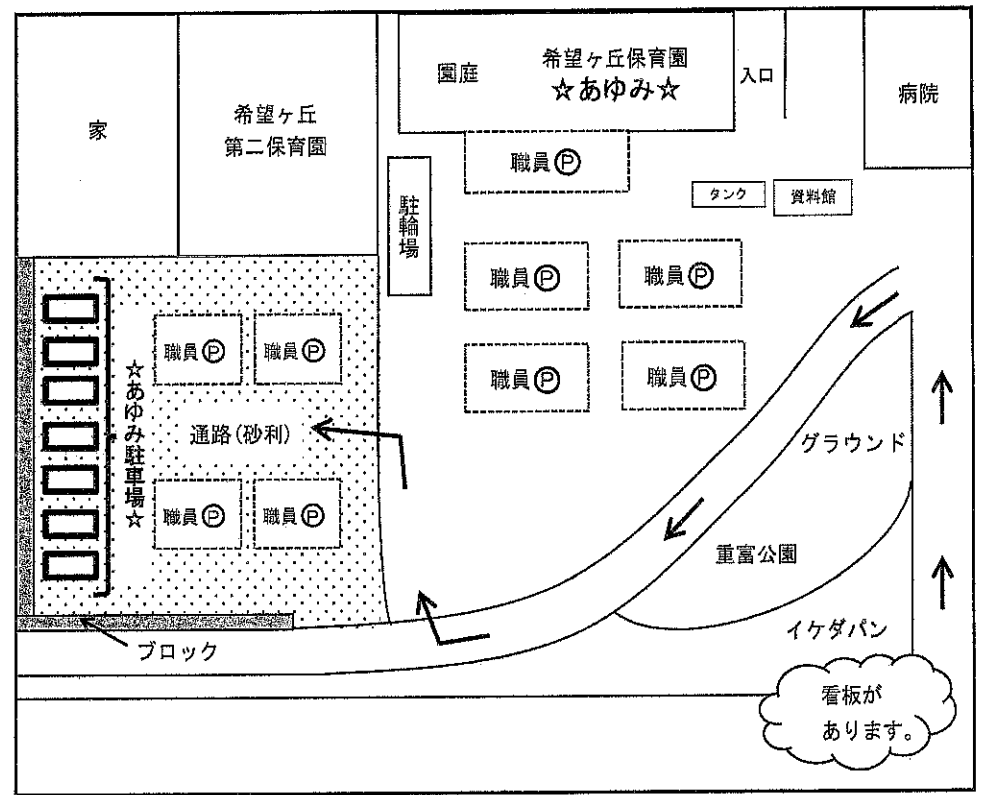 家
希望ヶ丘
第二保育園
園庭
希望ヶ丘保育園
☆あゆみ☆
入口
病院
職員Ⓟ
駐輪場
タンク
資料館
職員Ⓟ
職員Ⓟ
職員Ⓟ
職員Ⓟ
☆あゆみ駐車場☆
職員Ⓟ
職員Ⓟ
通路(砂利)
職員Ⓟ
職員Ⓟ
グラウンド
重富公園
イケダパン
ブロック
看板が
あります。